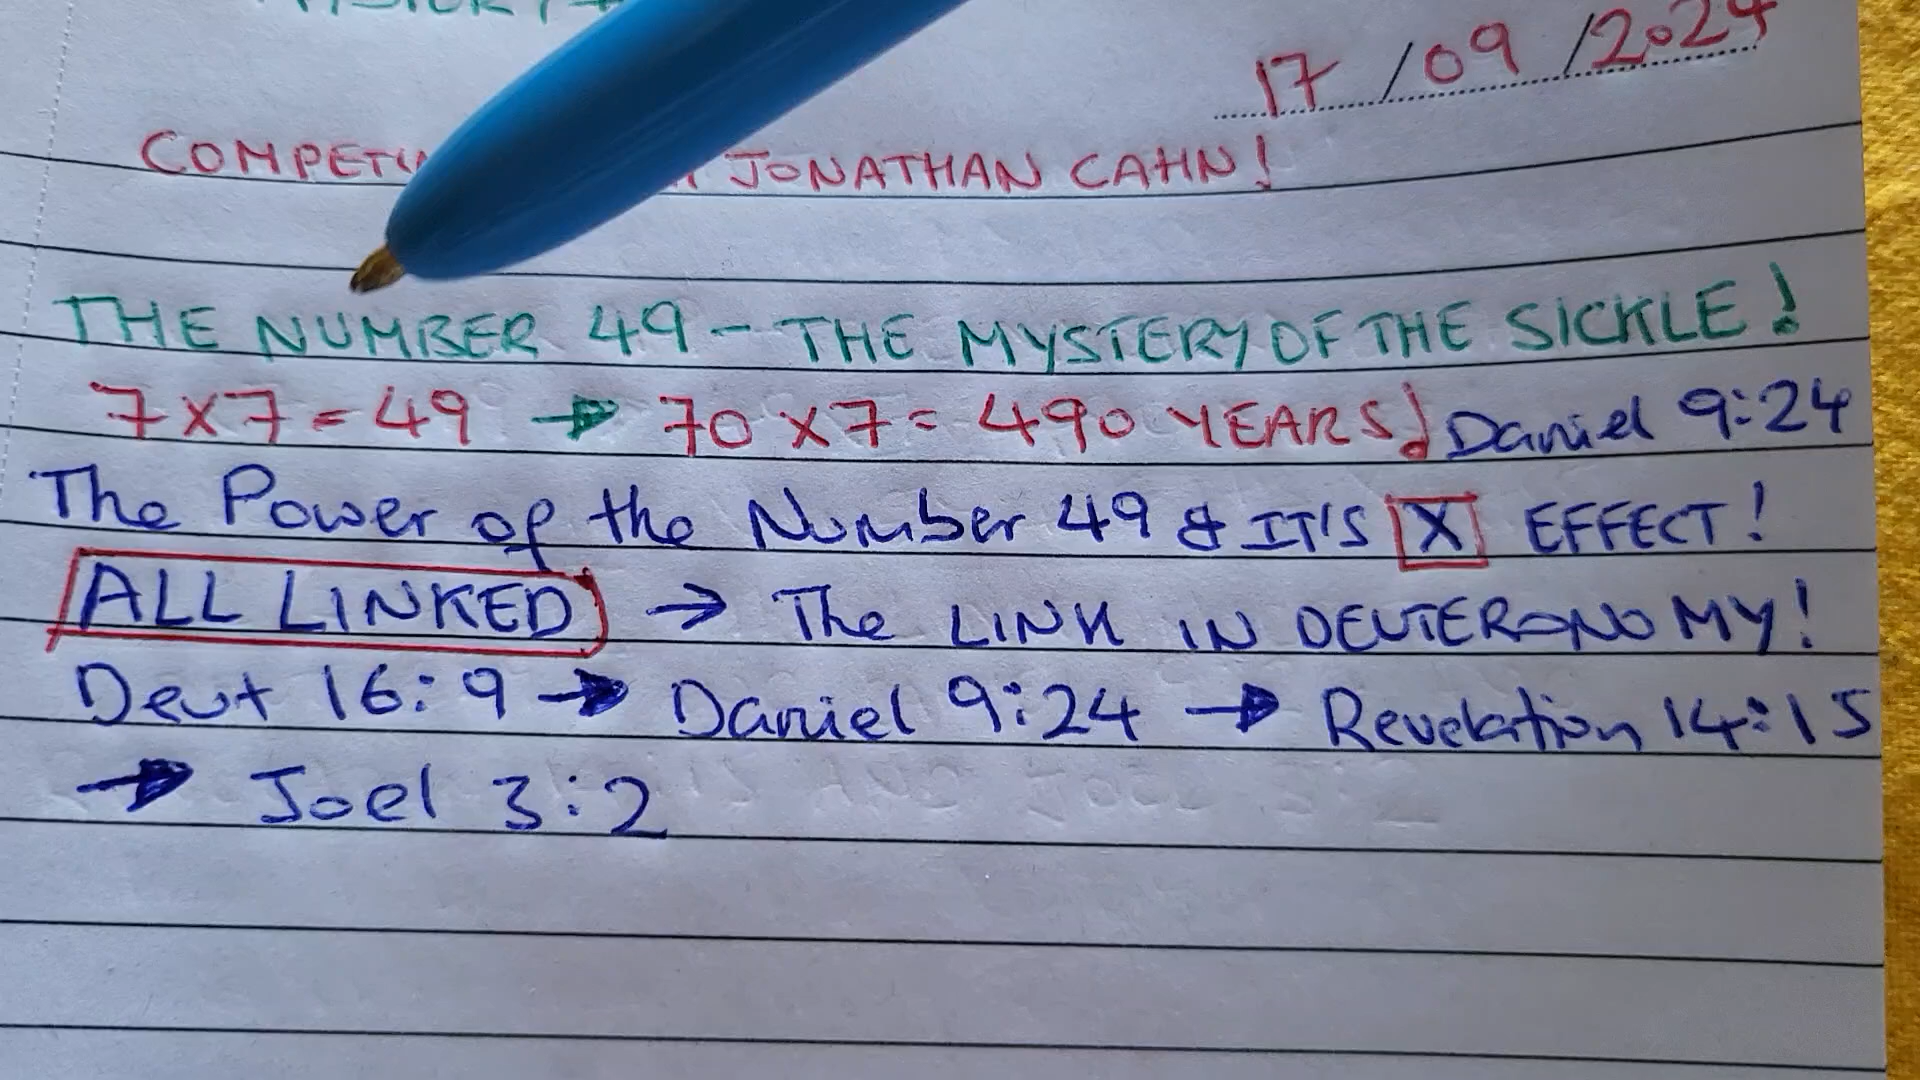 17/09/2024
JONATHAN CAHN!
THE NUMBER 49 - THE MYSTERY OF THE SICKLE!
7x7=49 → 70x7= 490 YEARS! Daniel 9:24
The Power of the Number 49 & IT'S X EFFECT!
ALL LINKED → The LINK IN DEUTERONOMY!
Deut 16:9 → Daniel 9:24 → Revelation 14:15
→ Joel 3:2